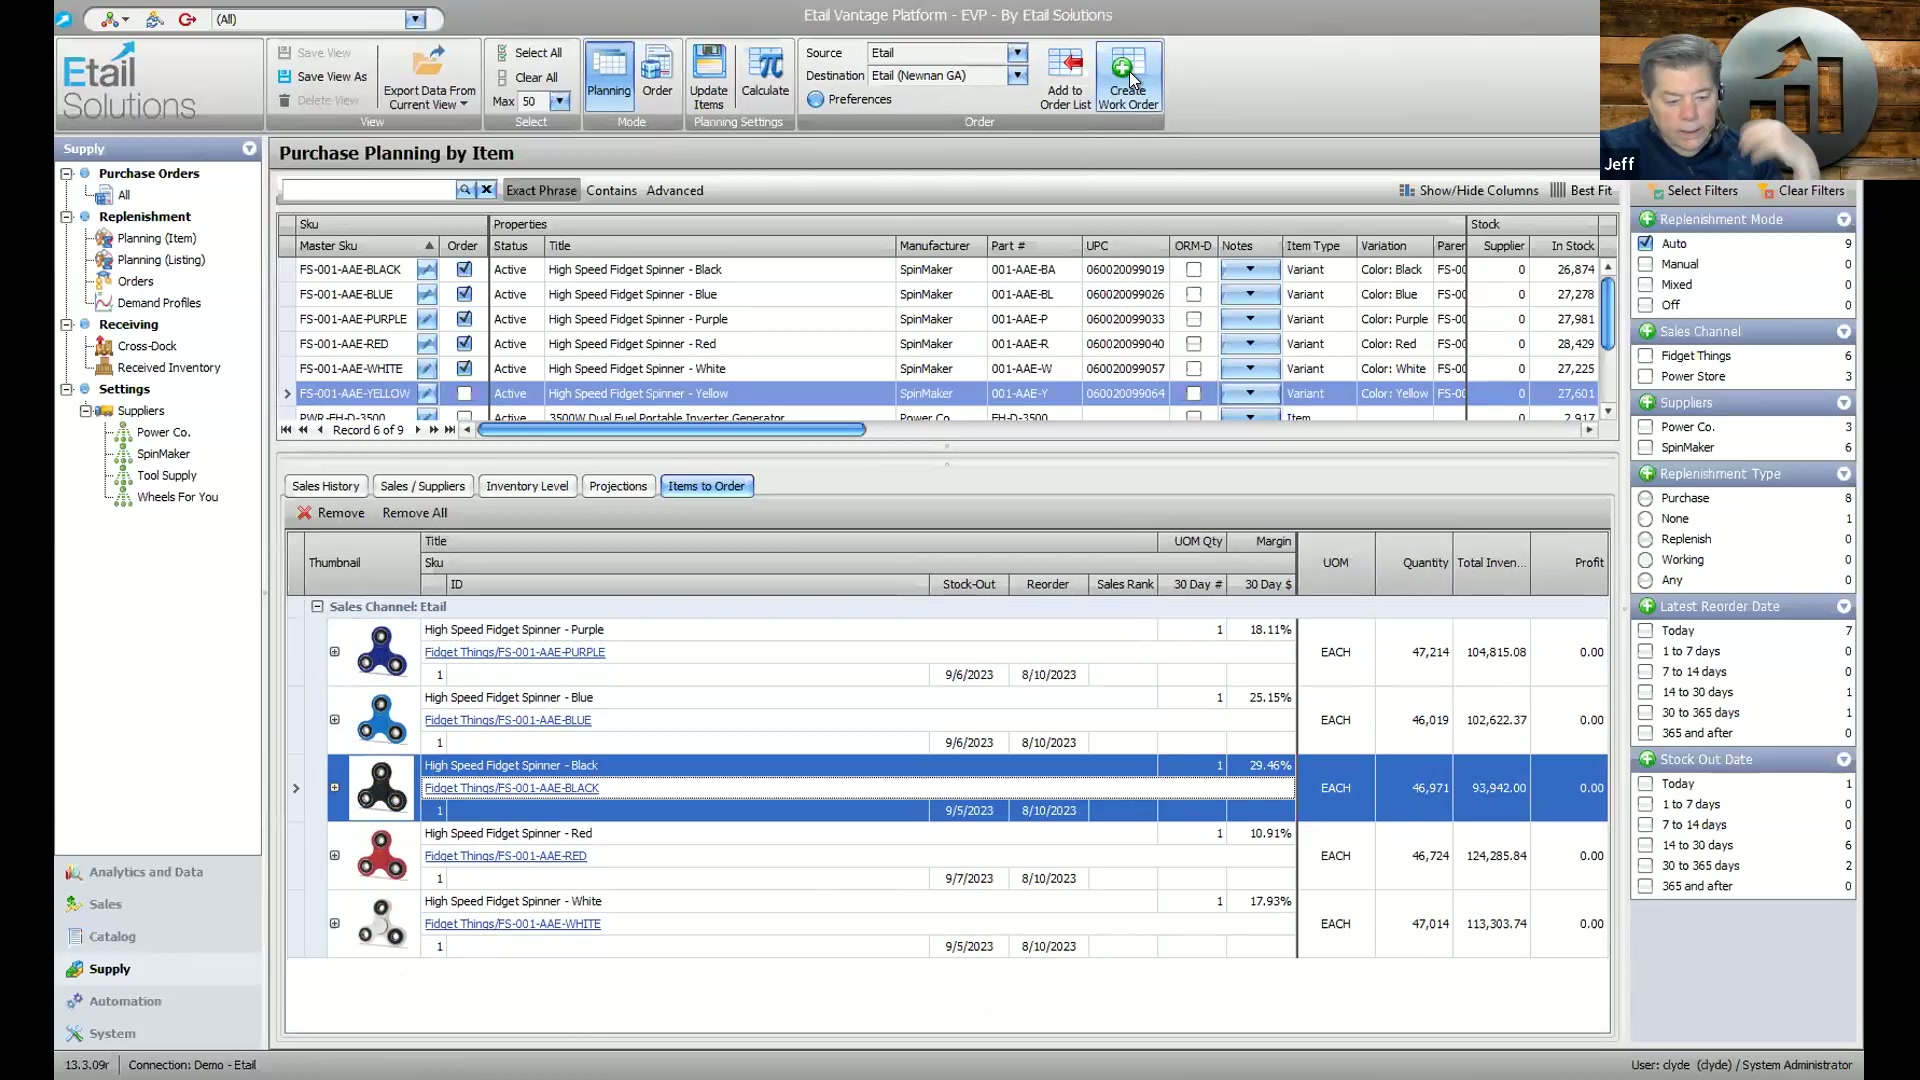 (All)
Etail Vantage Platform - EVP - By Etail Solutions
Etail Solutions
Save View
Save View As
Delete View
Export Data From Current View
View
Select All
Clear All
Max 50
Select
Planning
Order
Mode
Update Items
Calculate
Planning Settings
Source Etail
Destination Etail (Newnan GA)
Preferences
Add to Order List
Create Work Order
Order
Jeff
Supply
Purchase Orders
All
Replenishment
Planning (Item)
Planning (Listing)
Orders
Demand Profiles
Receiving
Cross-Dock
Received Inventory
Settings
Suppliers
Power Co.
SpinMaker
Tool Supply
Wheels For You
Analytics and Data
Sales
Catalog
Supply
Automation
System
Purchase Planning by Item
Exact Phrase Contains Advanced Show/Hide Columns Best Fit
Sku Properties Stock
Master Sku Order Status Title Manufacturer Part # UPC ORM-D Notes Item Type Variation Paren Supplier In Stock
FS-001-AAE-BLACK Active High Speed Fidget Spinner - Black SpinMaker 001-AAE-BA 060020099019 Variant Color: Black FS-00 0 26,874
FS-001-AAE-BLUE Active High Speed Fidget Spinner - Blue SpinMaker 001-AAE-BL 060020099026 Variant Color: Blue FS-00 0 27,278
FS-001-AAE-PURPLE Active High Speed Fidget Spinner - Purple SpinMaker 001-AAE-P 060020099033 Variant Color: Purple FS-00 0 27,981
FS-001-AAE-RED Active High Speed Fidget Spinner - Red SpinMaker 001-AAE-R 060020099040 Variant Color: Red FS-00 0 28,429
FS-001-AAE-WHITE Active High Speed Fidget Spinner - White SpinMaker 001-AAE-W 060020099057 Variant Color: White FS-00 0 27,225
FS-001-AAE-YELLOW Active High Speed Fidget Spinner - Yellow SpinMaker 001-AAE-Y 060020099064 Variant Color: Yellow FS-00 0 27,601
PWR-FH-D-3500 Active 3500W Dual Fuel Portable Inverter Generator Power Co. FH-D-3500 Item 2,917
Record 6 of 9
Sales History Sales / Suppliers Inventory Level Projections Items to Order
Remove Remove All
Thumbnail Title UOM Qty Margin UOM Quantity Total Inven... Profit
Sku
ID Stock-Out Reorder Sales Rank 30 Day # 30 Day $
Sales Channel: Etail
High Speed Fidget Spinner - Purple 1 18.11%
Fidget Things/FS-001-AAE-PURPLE EACH 47,214 104,815.08 0.00
1 9/6/2023 8/10/2023
High Speed Fidget Spinner - Blue 1 25.15%
Fidget Things/FS-001-AAE-BLUE EACH 46,019 102,622.37 0.00
1 9/6/2023 8/10/2023
High Speed Fidget Spinner - Black 1 29.46%
Fidget Things/FS-001-AAE-BLACK EACH 46,971 93,942.00 0.00
1 9/5/2023 8/10/2023
High Speed Fidget Spinner - Red 1 10.91%
Fidget Things/FS-001-AAE-RED EACH 46,724 124,285.84 0.00
1 9/7/2023 8/10/2023
High Speed Fidget Spinner - White 1 17.93%
Fidget Things/FS-001-AAE-WHITE EACH 47,014 113,303.74 0.00
1 9/5/2023 8/10/2023
Select Filters Clear Filters
Replenishment Mode
Auto 9
Manual 0
Mixed 0
Off 0
Sales Channel
Fidget Things 6
Power Store 3
Suppliers
Power Co. 3
SpinMaker 6
Replenishment Type
Purchase 8
None 1
Replenish 0
Working 0
Any 0
Latest Reorder Date
Today 7
1 to 7 days 0
7 to 14 days 0
14 to 30 days 1
30 to 365 days 1
365 and after 0
Stock Out Date
Today 1
1 to 7 days 0
7 to 14 days 0
14 to 30 days 6
30 to 365 days 2
365 and after 0
13.3.09r Connection: Demo - Etail User: clyde (clyde) / System Administrator